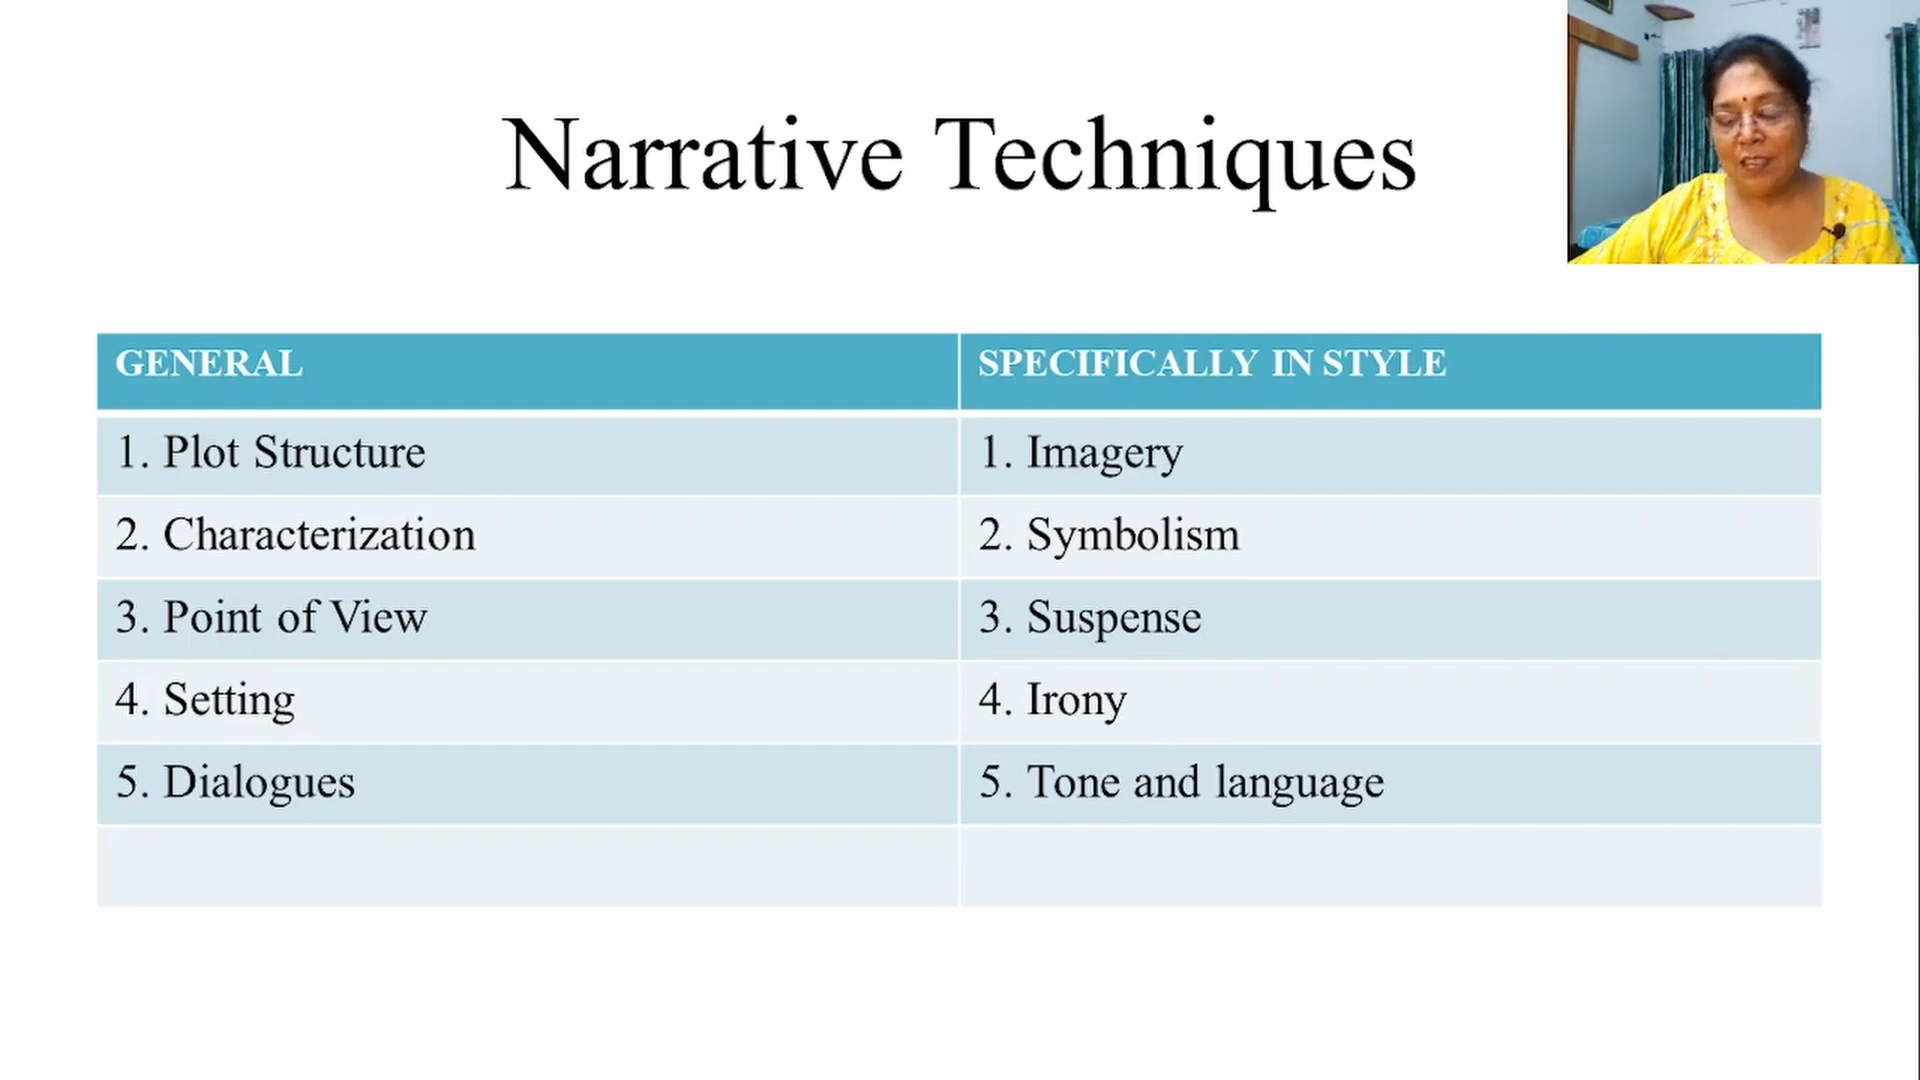 Narrative Techniques
GENERAL
SPECIFICALLY IN STYLE
1. Plot Structure
1. Imagery
2. Characterization
2. Symbolism
3. Point of View
3. Suspense
4. Setting
4. Irony
5. Dialogues
5. Tone and language